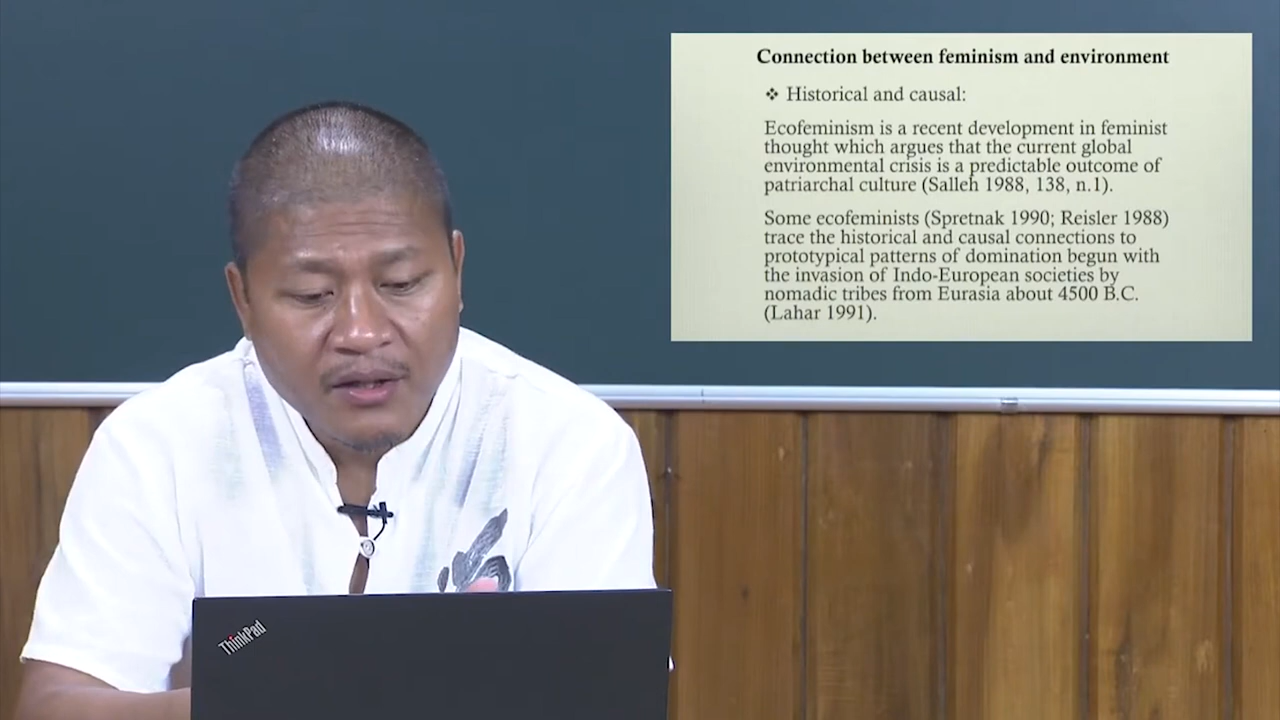 Connection between feminism and environment
❖ Historical and causal:
Ecofeminism is a recent development in feminist
thought which argues that the current global
environmental crisis is a predictable outcome of
patriarchal culture (Salleh 1988, 138, n.1).
Some ecofeminists (Spretnak 1990; Reisler 1988)
trace the historical and causal connections to
prototypical patterns of domination begun with
the invasion of Indo-European societies by
nomadic tribes from Eurasia about 4500 B.C.
(Lahar 1991).
ThinkPad